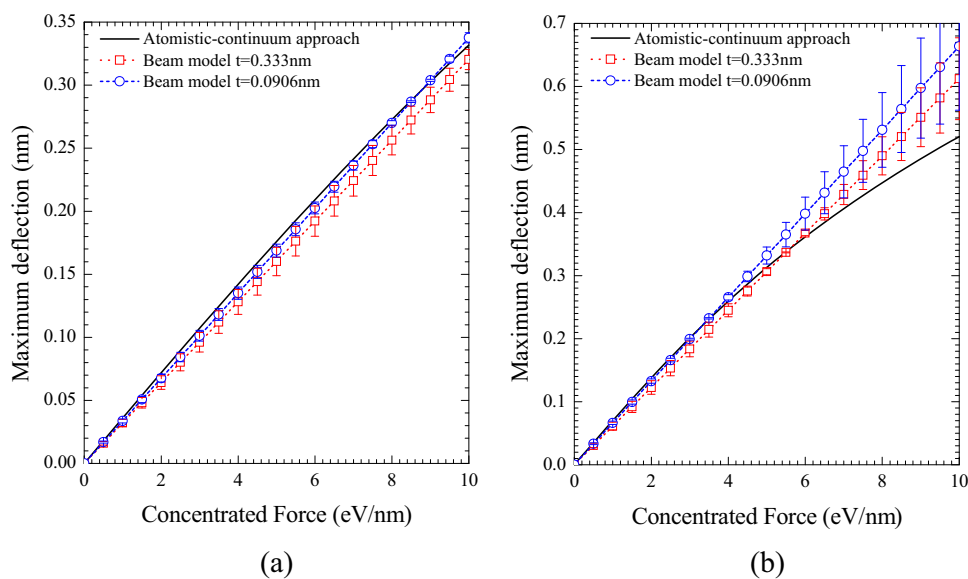 0.35
0.30
0.25
0.20
0.15
0.10
0.05
0.00
Maximum deflection (nm)
Atomistic-continuum approach
Beam model t=0.333nm
Beam model t=0.0906nm
0 2 4 6 8 10
Concentrated Force (eV/nm)
(a)
0.7
0.6
0.5
0.4
0.3
0.2
0.1
0.0
Maximum deflection (nm)
Atomistic-continuum approach
Beam model t=0.333nm
Beam model t=0.0906nm
0 2 4 6 8 10
Concentrated Force (eV/nm)
(b)